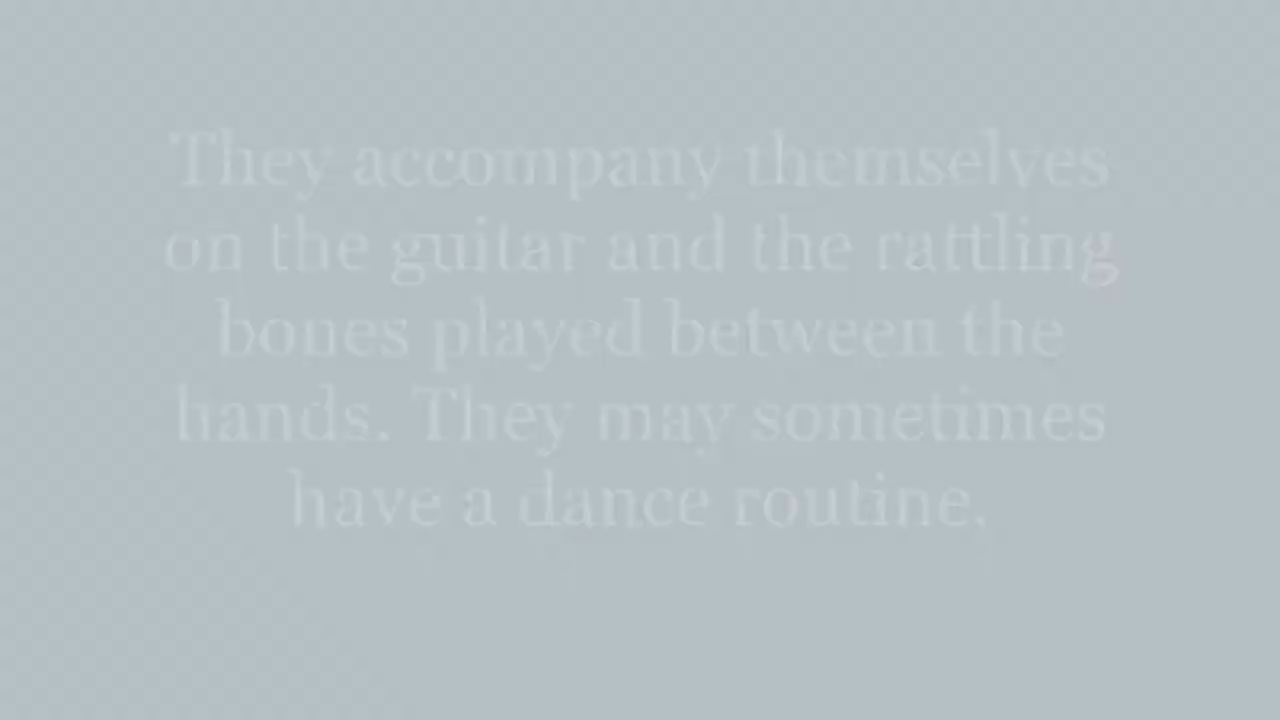 They accompany themselves
on the guitar and the rattling
bones played between the
hands. They may sometimes
have a dance routine.